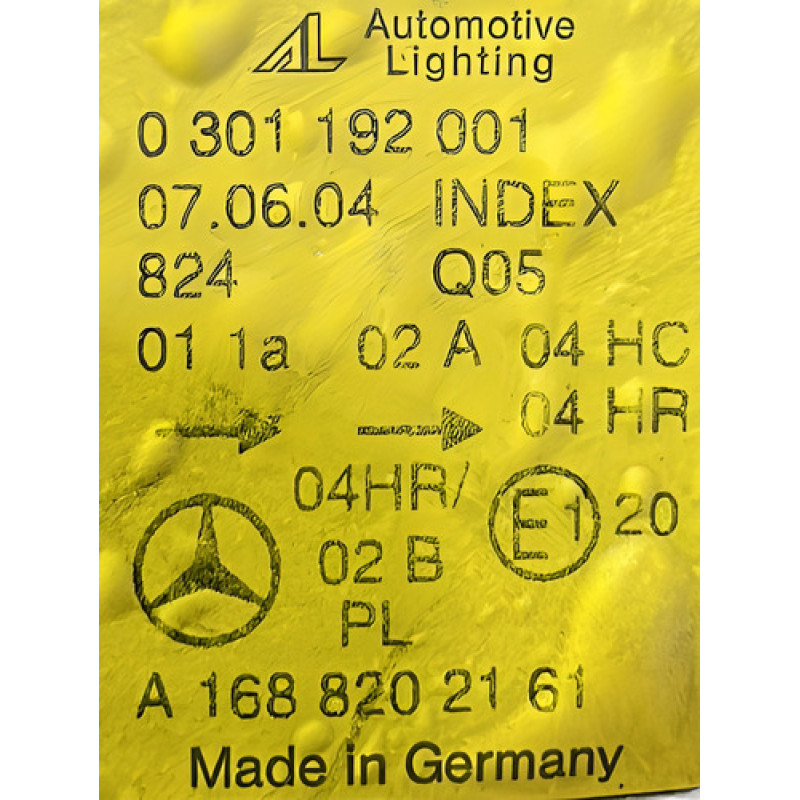 AL Automotive
Lighting
0 301 192 001
07.06.04 INDEX
824 Q05
01 1a 02 A 04 HC
04 HR
04HR/ E1 20
02 B
PL
A 168 820 21 61
Made in Germany